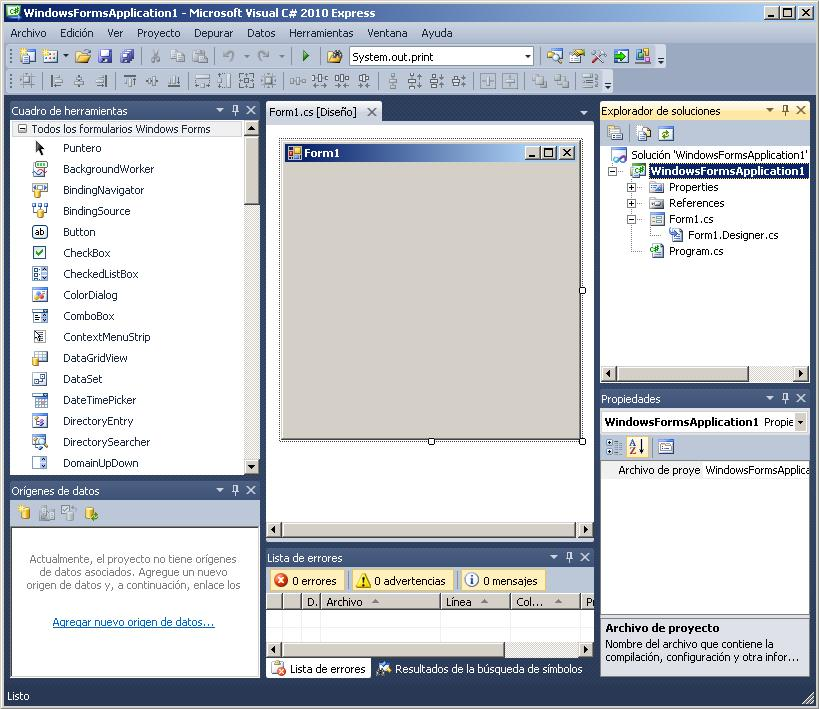 WindowsFormsApplication1 - Microsoft Visual C# 2010 Express
Archivo Edición Ver Proyecto Depurar Datos Herramientas Ventana Ayuda
System.out.print
Cuadro de herramientas
Todos los formularios Windows Forms
Puntero
BackgroundWorker
BindingNavigator
BindingSource
Button
CheckBox
CheckedListBox
ColorDialog
ComboBox
ContextMenuStrip
DataGridView
DataSet
DateTimePicker
DirectoryEntry
DirectorySearcher
DomainUpDown
Orígenes de datos
Actualmente, el proyecto no tiene orígenes
de datos asociados. Agregue un nuevo
origen de datos y, a continuación, enlace los
Agregar nuevo origen de datos...
Form1.cs [Diseño]
Form1
Lista de errores
0 errores 0 advertencias 0 mensajes
D. Archivo Línea Col...
Lista de errores Resultados de la búsqueda de símbolos
Explorador de soluciones
Solución 'WindowsFormsApplication1'
WindowsFormsApplication1
Properties
References
Form1.cs
Form1.Designer.cs
Program.cs
Propiedades
WindowsFormsApplication1 Propie
Archivo de proye WindowsFormsApplica
Archivo de proyecto
Nombre del archivo que contiene la
compilación, configuración y otra infor...
Listo